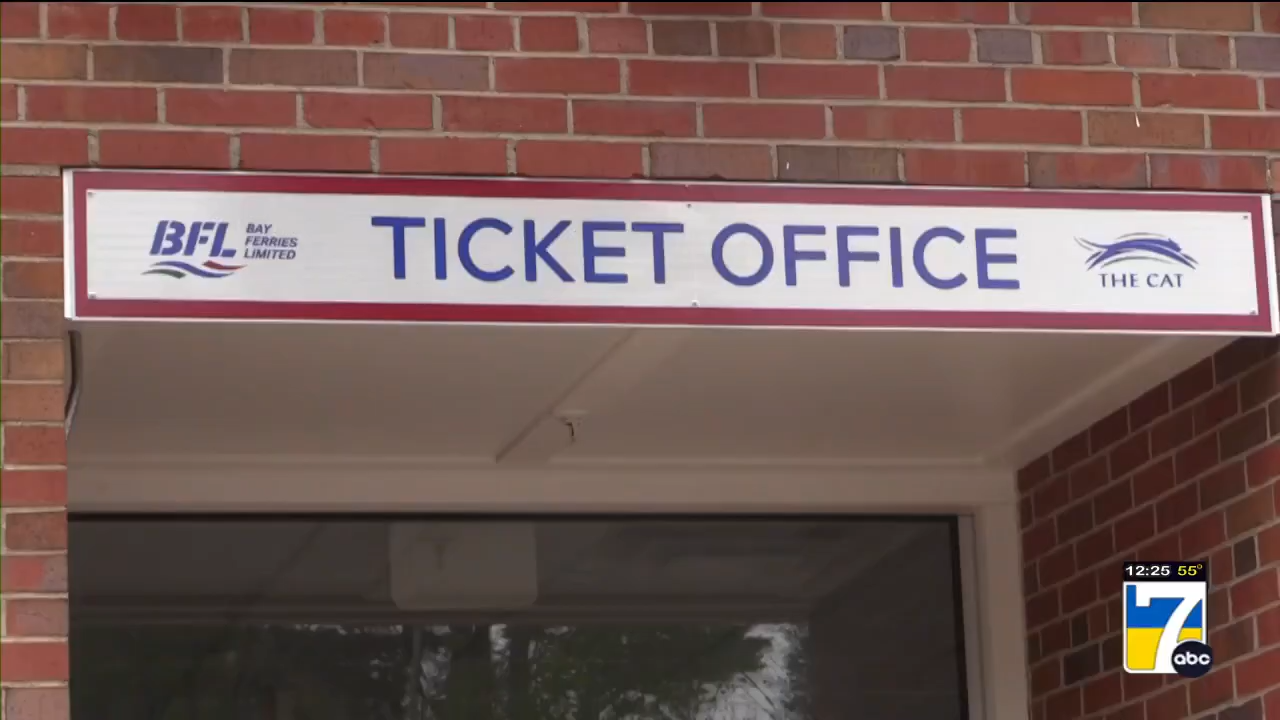 BFL
BAY
FERRIES
LIMITED
TICKET OFFICE
THE CAT
12:25 55°
7
abc